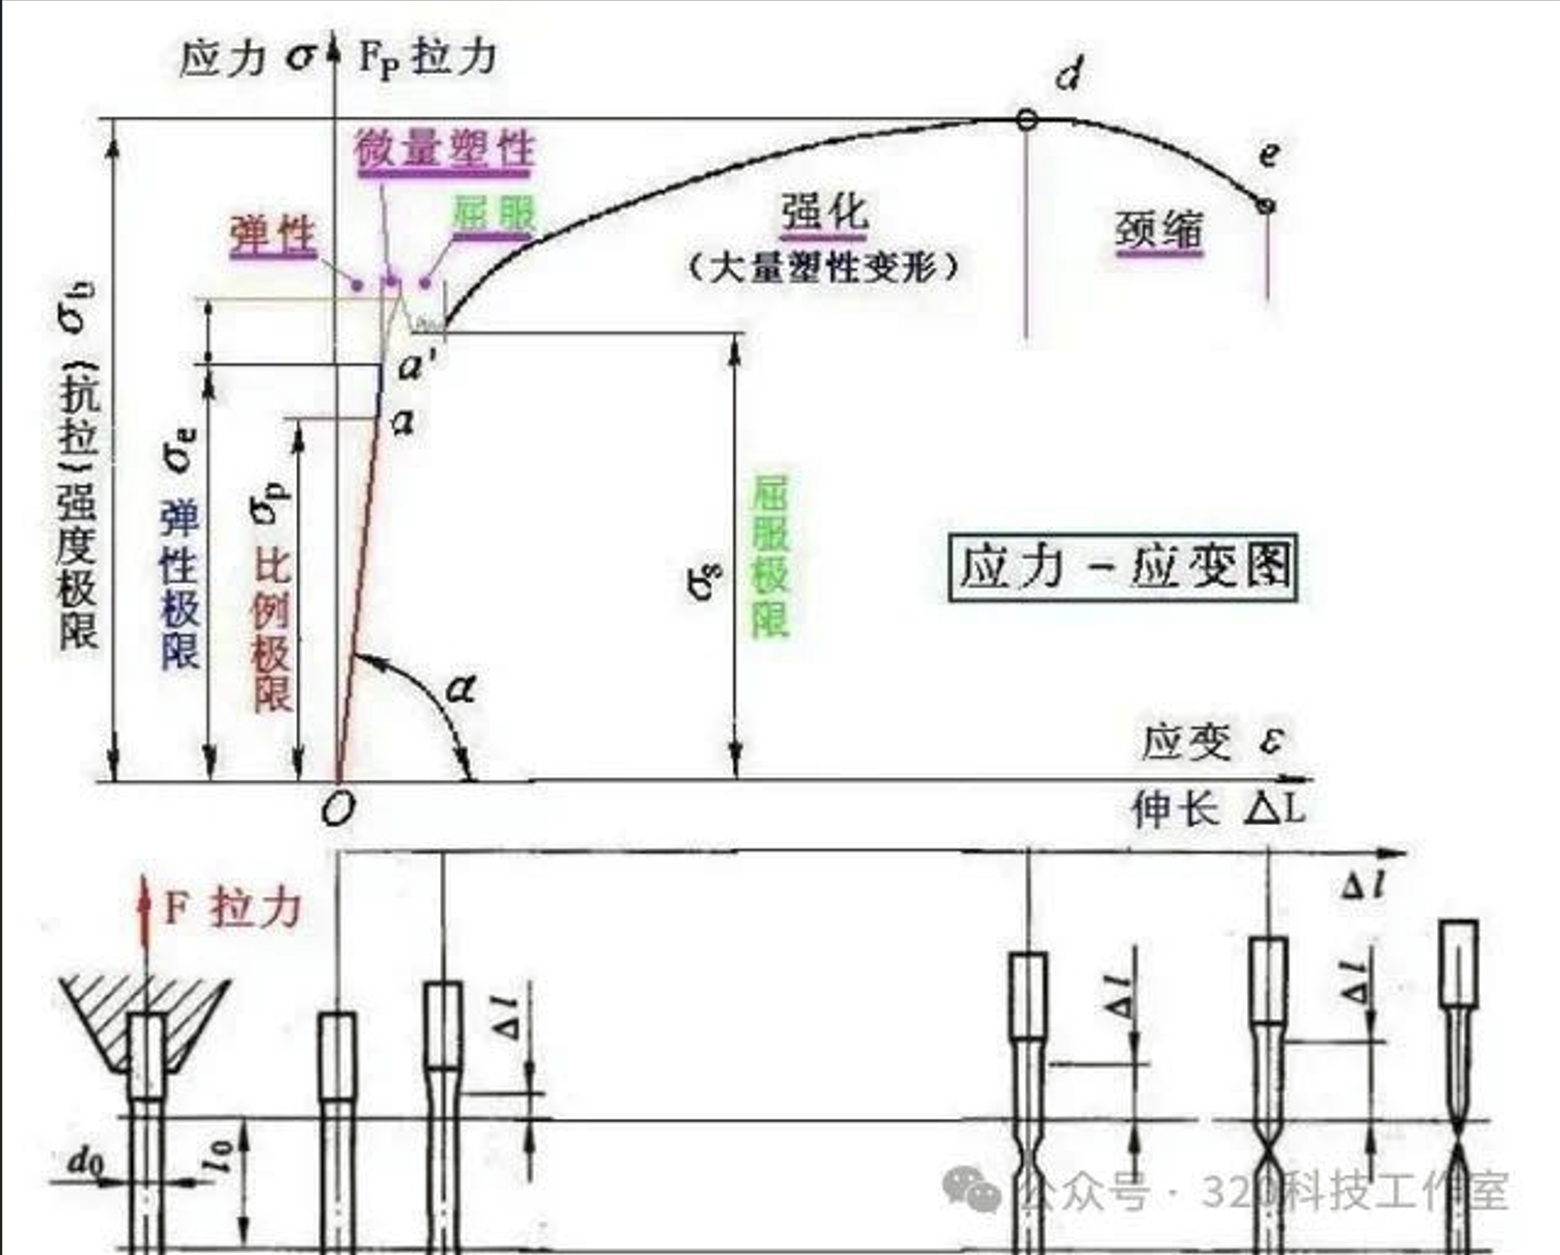 应力 σ
F_P 拉力
d
微量塑性
e
弹性
屈服
强化
(大量塑性变形)
颈缩
σ_b (抗拉)强度极限
σ_e 弹性极限
σ_p 比例极限
a'
a
σ_s
屈服极限
应力-应变图
α
应变 ε
O
伸长 ΔL
Δl
F 拉力
Δl
Δl
Δl
d_0
l_0
公众号 · 320科技工作室